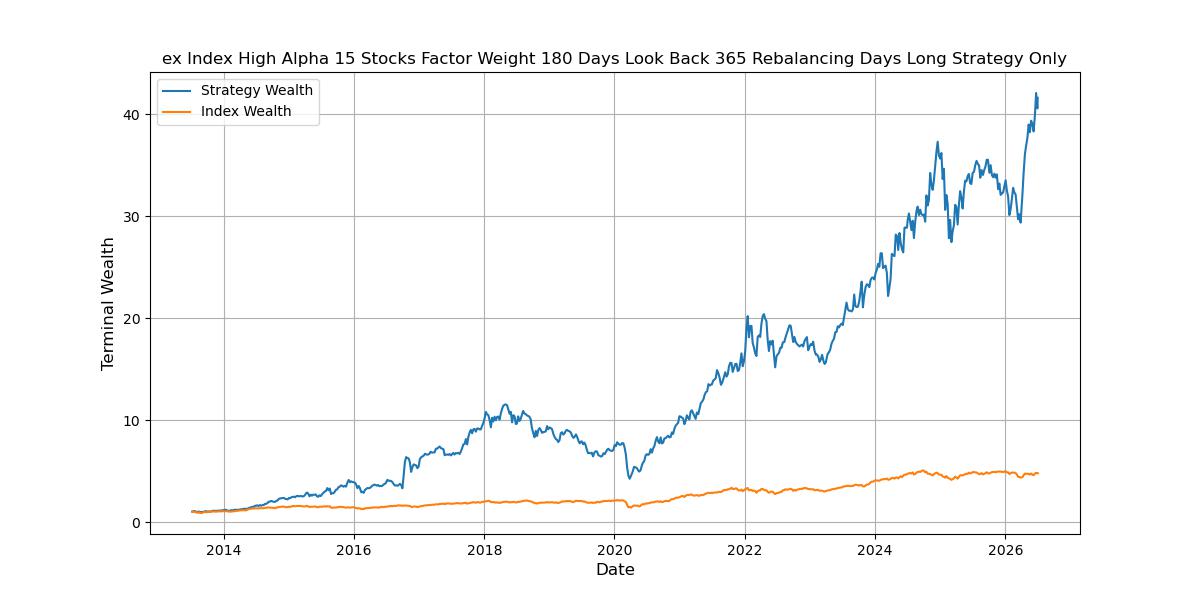 ex Index High Alpha 15 Stocks Factor Weight 180 Days Look Back 365 Rebalancing Days Long Strategy Only
Strategy Wealth
Index Wealth
Terminal Wealth
40
30
20
10
0
2014 2016 2018 2020 2022 2024 2026
Date